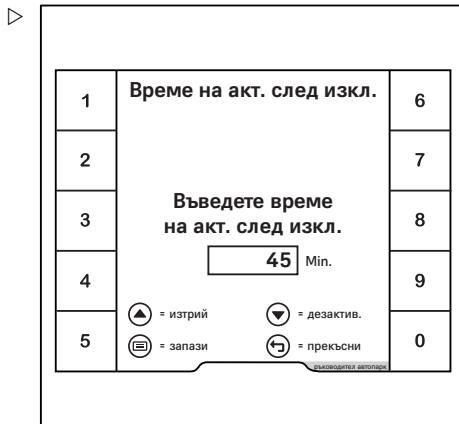 Време на акт. след изкл.
1
2
3
4
5
6
7
8
9
0
Въведете време
на акт. след изкл.
45 Min.
= изтрий
= дезактив.
= запази
= прекъсни
ръководител автопарк